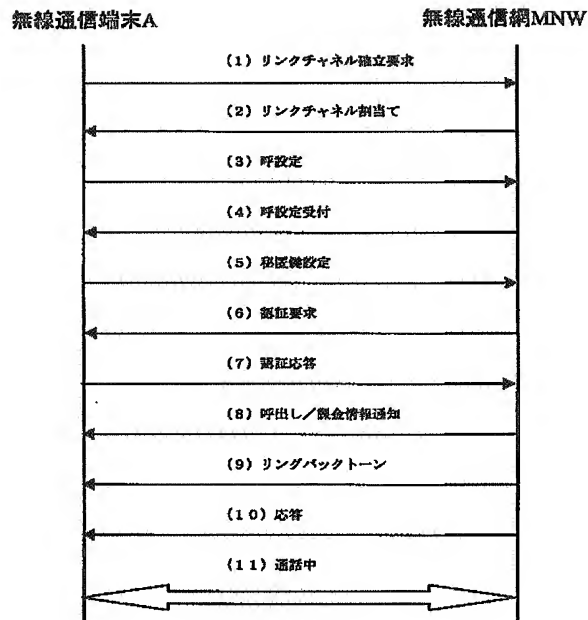 無線通信端末A
無線通信網MNW
(1) リンクチャネル確立要求
(2) リンクチャネル割当て
(3) 呼設定
(4) 呼設定受付
(5) 秘匿鍵設定
(6) 認証要求
(7) 認証応答
(8) 呼出し/課金情報通知
(9) リングバックトーン
(10) 応答
(11) 通話中